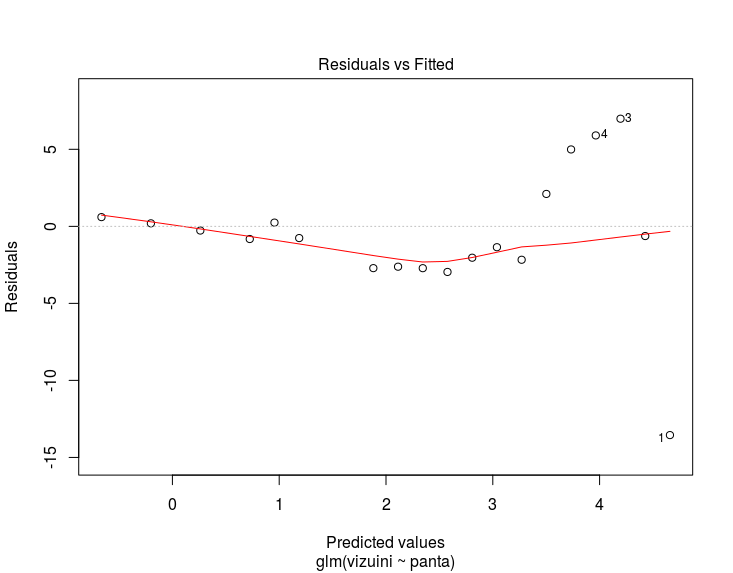 Residuals vs Fitted
Residuals
5
0
-5
-10
-15
3
4
1
0 1 2 3 4
Predicted values
glm(vizuini ~ panta)